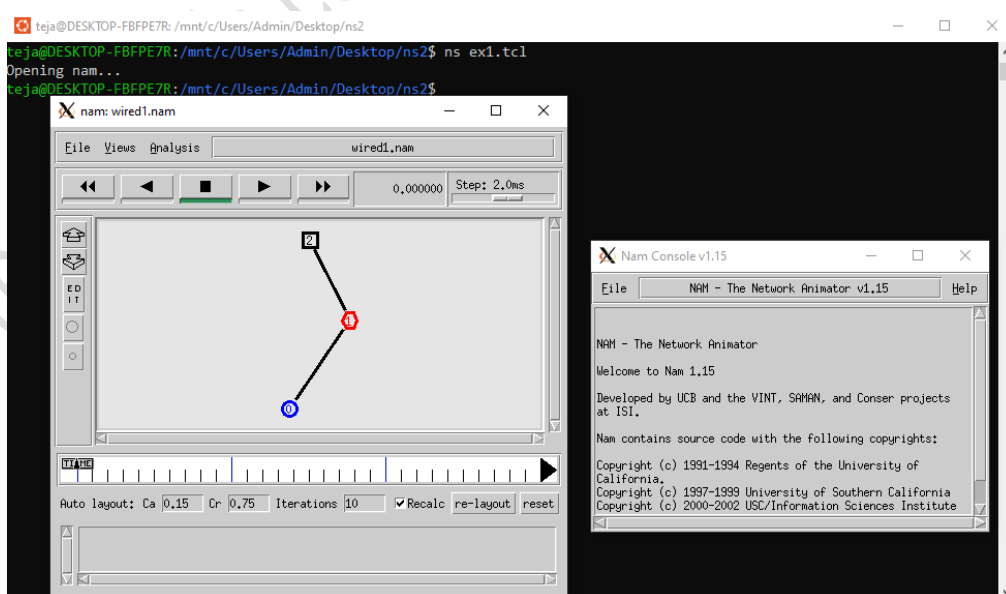 teja@DESKTOP-FBFPE7R: /mnt/c/Users/Admin/Desktop/ns2
teja@DESKTOP-FBFPE7R:/mnt/c/Users/Admin/Desktop/ns2$ ns ex1.tcl
Opening nam...
teja@DESKTOP-FBFPE7R:/mnt/c/Users/Admin/Desktop/ns2$
nam: wired1.nam
File Views Analysis wired1.nam
0.000000 Step: 2.0ms
ED
IT
2
1
0
TIME
Auto layout: Ca 0.15 Cr 0.75 Iterations 10 Recalc re-layout reset
Nam Console v1.15
File NAM - The Network Animator v1.15 Help
NAM - The Network Animator
Welcome to Nam 1.15
Developed by UCB and the VINT, SAMAN, and Conser projects
at ISI.
Nam contains source code with the following copyrights:
Copyright (c) 1991-1994 Regents of the University of
California.
Copyright (c) 1997-1999 University of Southern California
Copyright (c) 2000-2002 USC/Information Sciences Institute